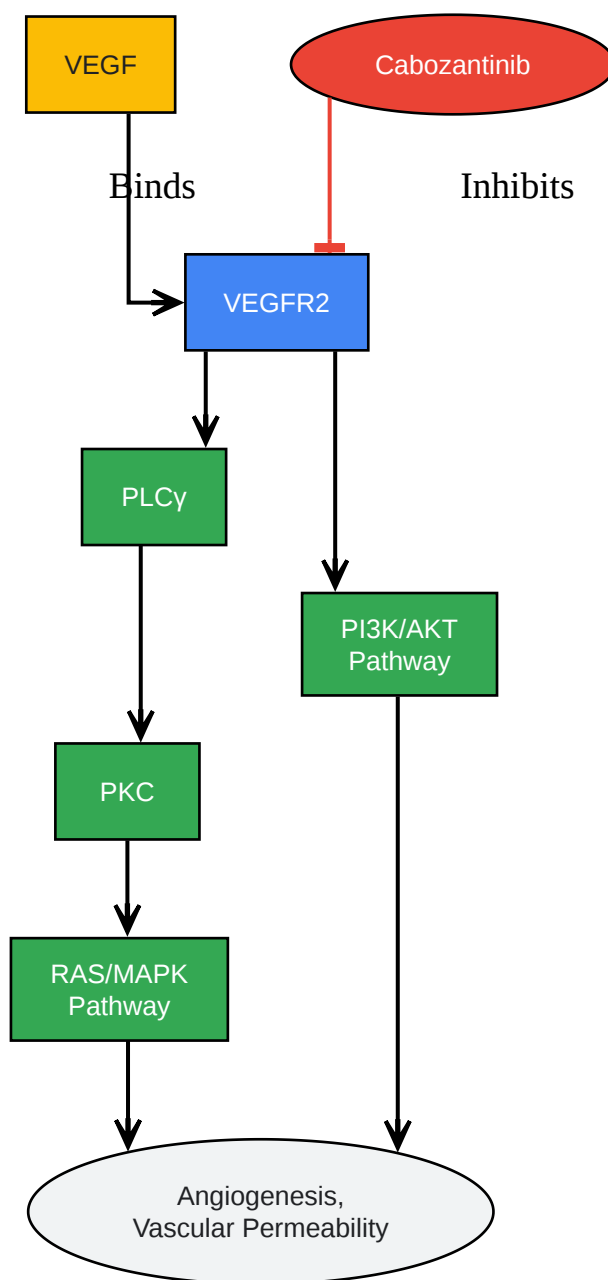 VEGF
Cabozantinib
Binds
Inhibits
VEGFR2
PLCγ
PI3K/AKT
Pathway
PKC
RAS/MAPK
Pathway
Angiogenesis,
Vascular Permeability